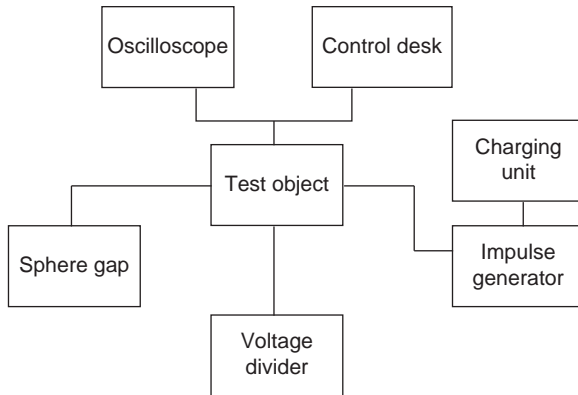 Oscilloscope
Control desk
Charging
unit
Test object
Sphere gap
Impulse
generator
Voltage
divider